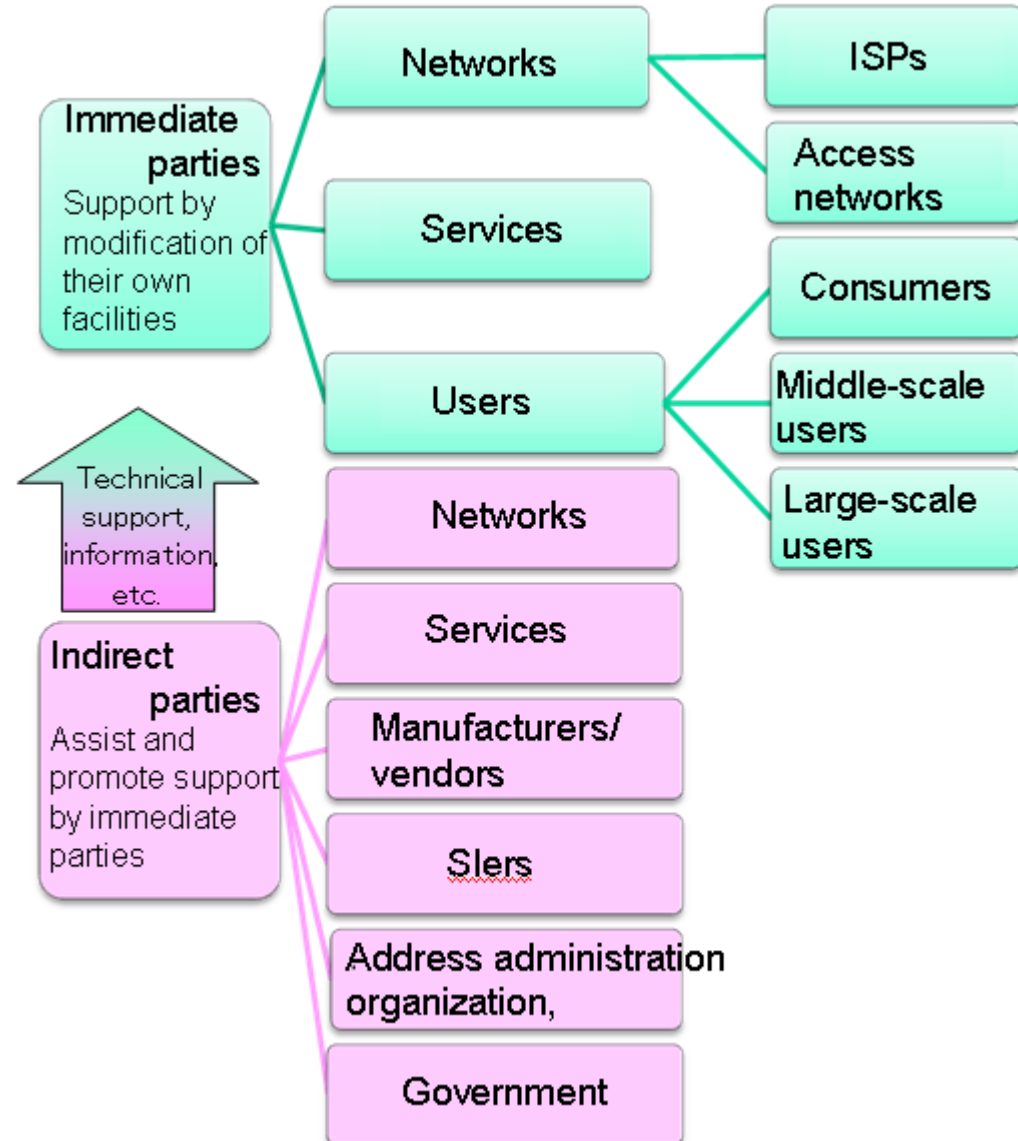 Networks
ISPs
Immediate
parties
Support by
modification of
their own
facilities
Access
networks
Services
Consumers
Users
Middle-scale
users
Large-scale
users
Technical
support,
information,
etc.
Networks
Services
Indirect
parties
Assist and
promote support
by immediate
parties
Manufacturers/
vendors
SIers
Address administration
organization,
Government